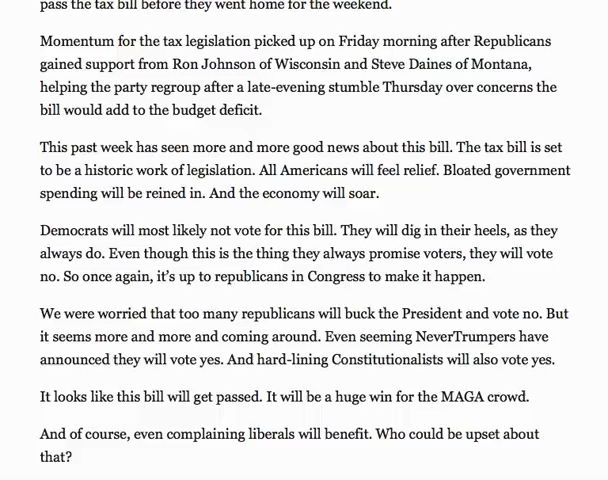 pass the tax bill before they went home for the weekend.
Momentum for the tax legislation picked up on Friday morning after Republicans
gained support from Ron Johnson of Wisconsin and Steve Daines of Montana,
helping the party regroup after a late-evening stumble Thursday over concerns the
bill would add to the budget deficit.
This past week has seen more and more good news about this bill. The tax bill is set
to be a historic work of legislation. All Americans will feel relief. Bloated government
spending will be reined in. And the economy will soar.
Democrats will most likely not vote for this bill. They will dig in their heels, as they
always do. Even though this is the thing they always promise voters, they will vote
no. So once again, it's up to republicans in Congress to make it happen.
We were worried that too many republicans will buck the President and vote no. But
it seems more and more and coming around. Even seeming NeverTrumpers have
announced they will vote yes. And hard-lining Constitutionalists will also vote yes.
It looks like this bill will get passed. It will be a huge win for the MAGA crowd.
And of course, even complaining liberals will benefit. Who could be upset about
that?